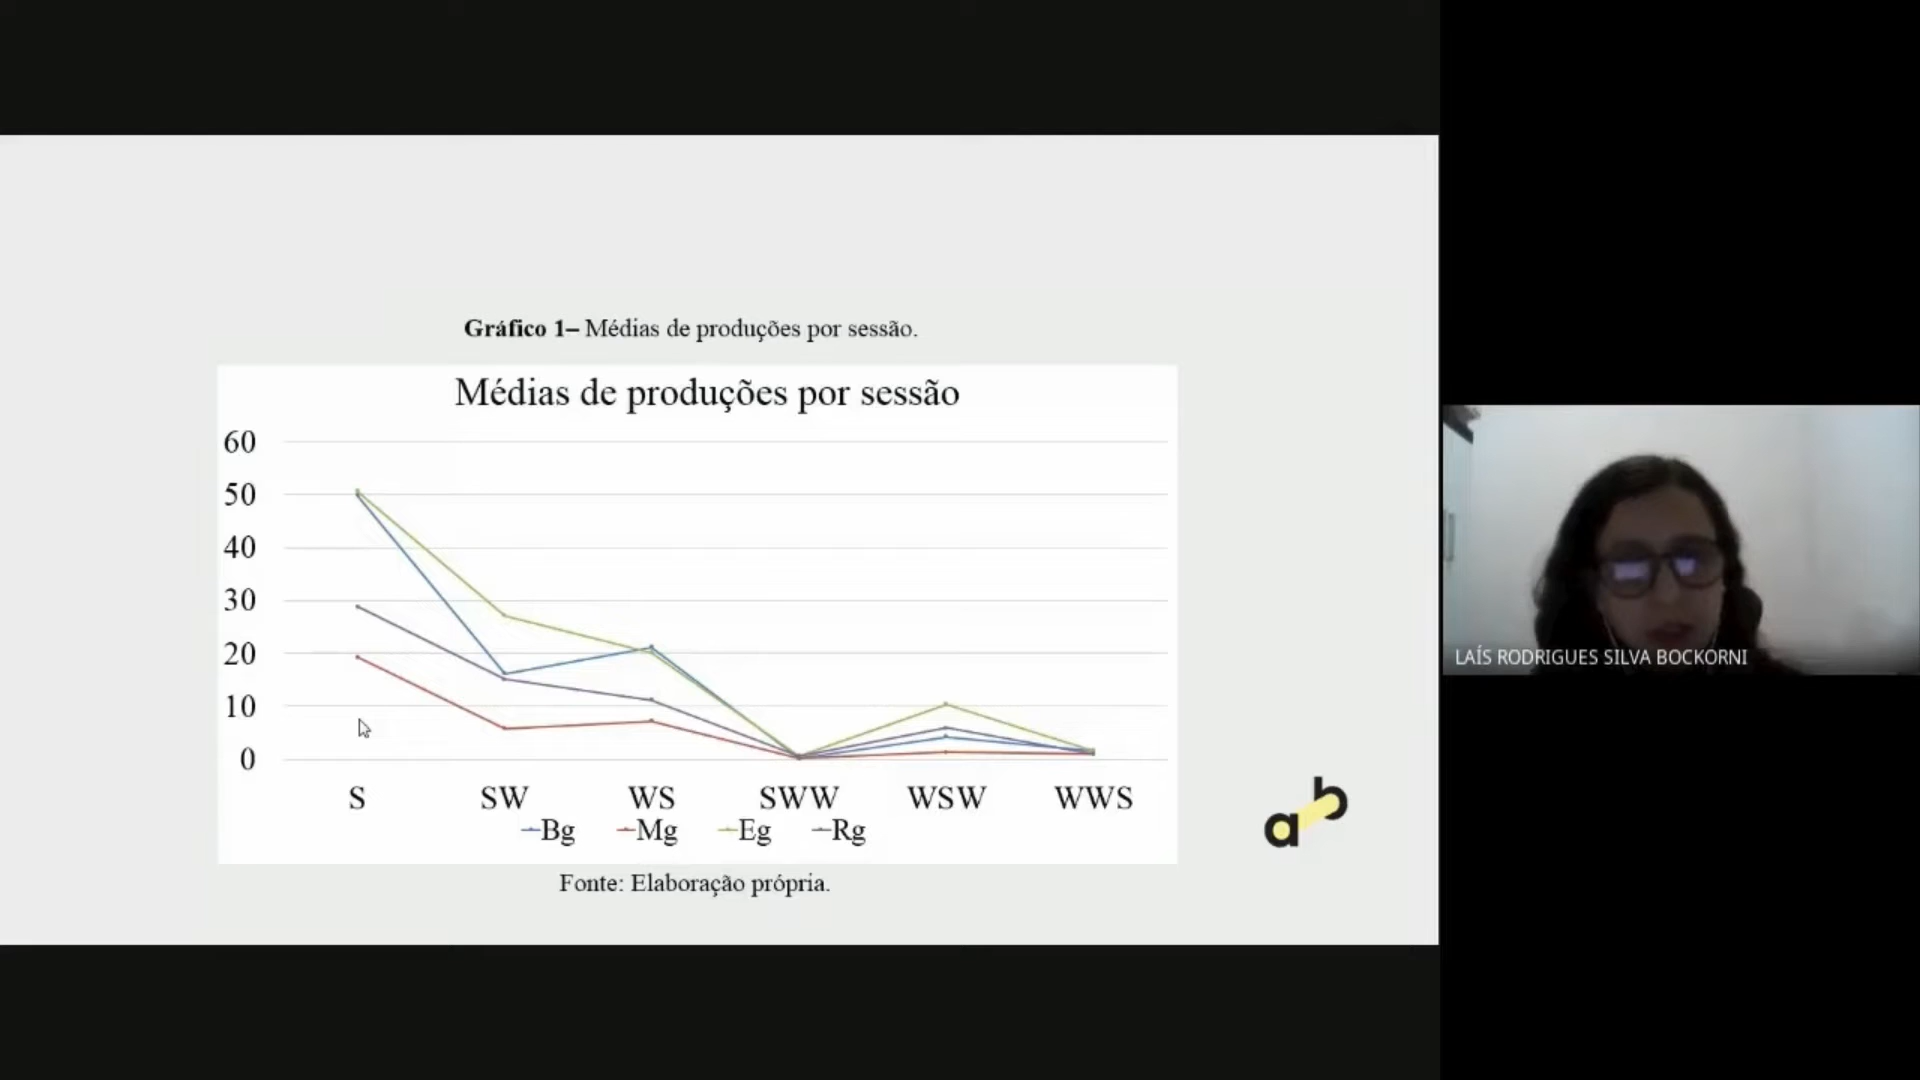 Gráfico 1– Médias de produções por sessão.
Médias de produções por sessão
60
50
40
30
20
10
0
S SW WS SWW WSW WWS
Bg Mg Eg Rg
Fonte: Elaboração própria.
ab
LAÍS RODRIGUES SILVA BOCKORNI